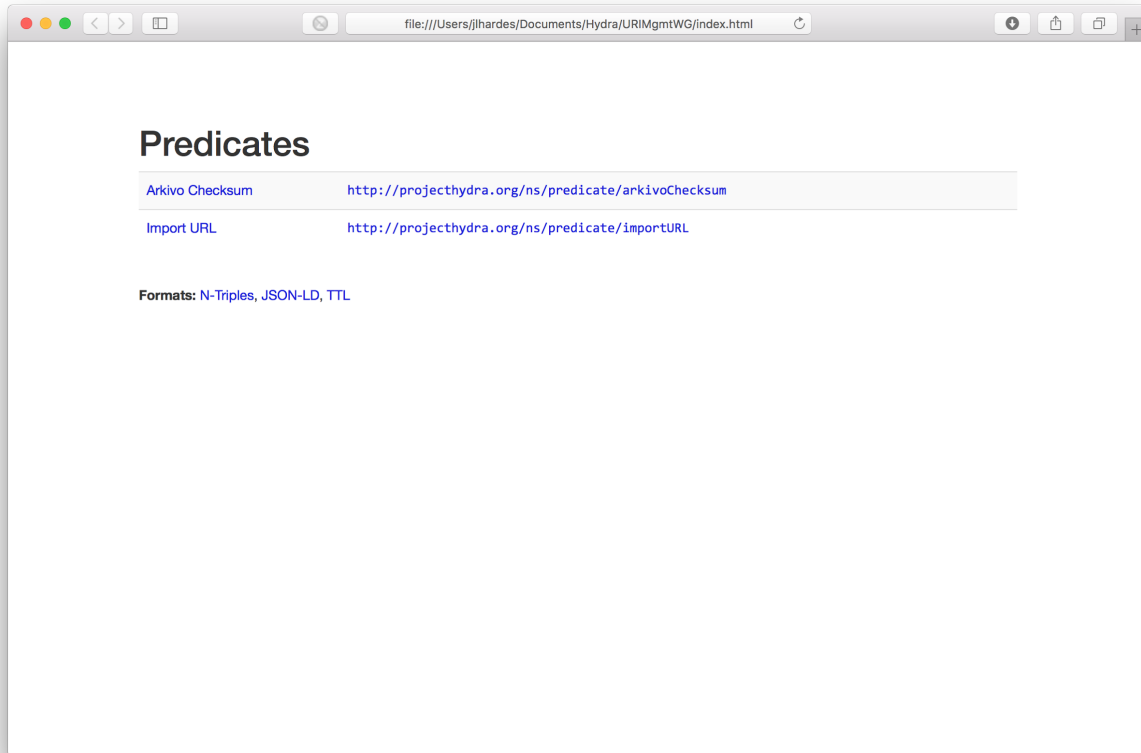 file:///Users/jlhardes/Documents/Hydra/URIMgmtWG/index.html
Predicates
Arkivo Checksum http://projecthydra.org/ns/predicate/arkivoChecksum
Import URL http://projecthydra.org/ns/predicate/importURL
Formats: N-Triples, JSON-LD, TTL